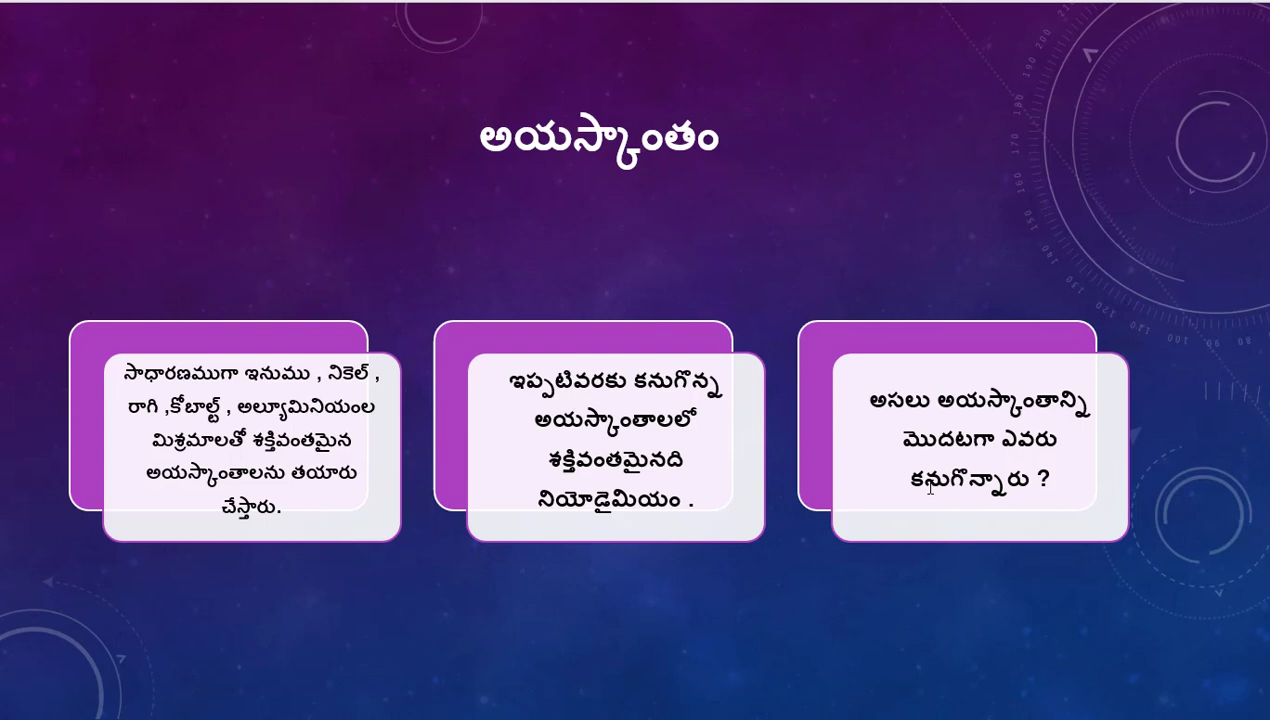 అయస్కాంతం
సాధారణముగా ఇనుము , నికెల్ ,
రాగి ,కోబాల్ట్ , అల్యూమినియంల
మిశ్రమాలతో శక్తివంతమైన
అయస్కాంతాలను తయారు
చేస్తారు.
ఇప్పటివరకు కనుగొన్న
అయస్కాంతాలలో
శక్తివంతమైనది
నియోడైమియం .
అసలు అయస్కాంతాన్ని
మొదటగా ఎవరు
కనుగొన్నారు ?